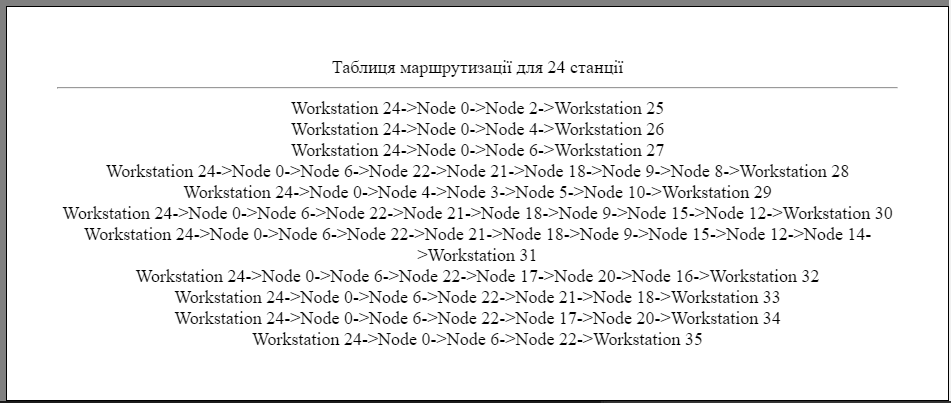 Таблиця маршрутизації для 24 станції
Workstation 24->Node 0->Node 2->Workstation 25
Workstation 24->Node 0->Node 4->Workstation 26
Workstation 24->Node 0->Node 6->Workstation 27
Workstation 24->Node 0->Node 6->Node 22->Node 21->Node 18->Node 9->Node 8->Workstation 28
Workstation 24->Node 0->Node 4->Node 3->Node 5->Node 10->Workstation 29
Workstation 24->Node 0->Node 6->Node 22->Node 21->Node 18->Node 9->Node 15->Node 12->Workstation 30
Workstation 24->Node 0->Node 6->Node 22->Node 21->Node 18->Node 9->Node 15->Node 12->Node 14-
>Workstation 31
Workstation 24->Node 0->Node 6->Node 22->Node 17->Node 20->Node 16->Workstation 32
Workstation 24->Node 0->Node 6->Node 22->Node 21->Node 18->Workstation 33
Workstation 24->Node 0->Node 6->Node 22->Node 17->Node 20->Workstation 34
Workstation 24->Node 0->Node 6->Node 22->Workstation 35